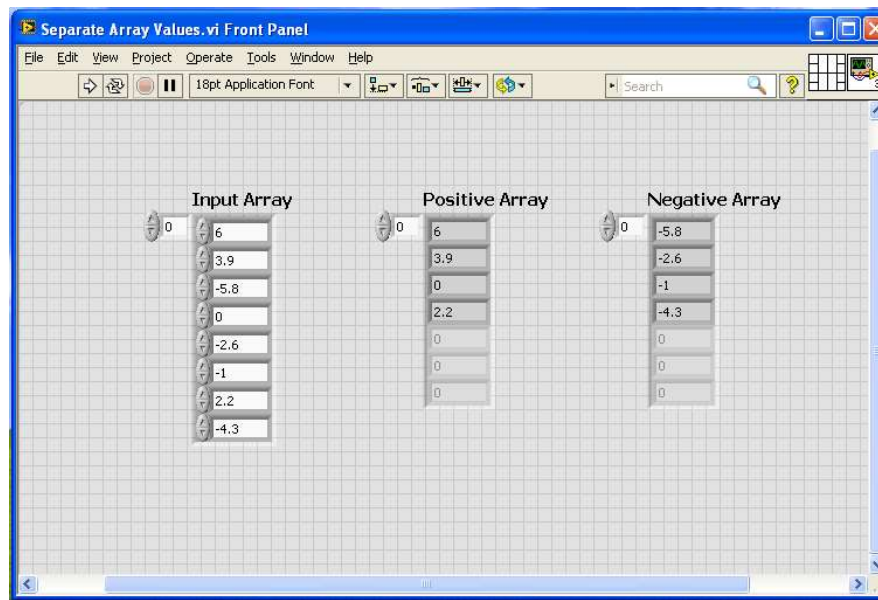 Separate Array Values.vi Front Panel
File Edit View Project Operate Tools Window Help
18pt Application Font Search ?
Input Array Positive Array Negative Array
0 6 0 6 0 -5.8
3.9 3.9 -2.6
-5.8 0 -1
0 2.2 -4.3
-2.6 0 0
-1 0 0
2.2 0 0
-4.3